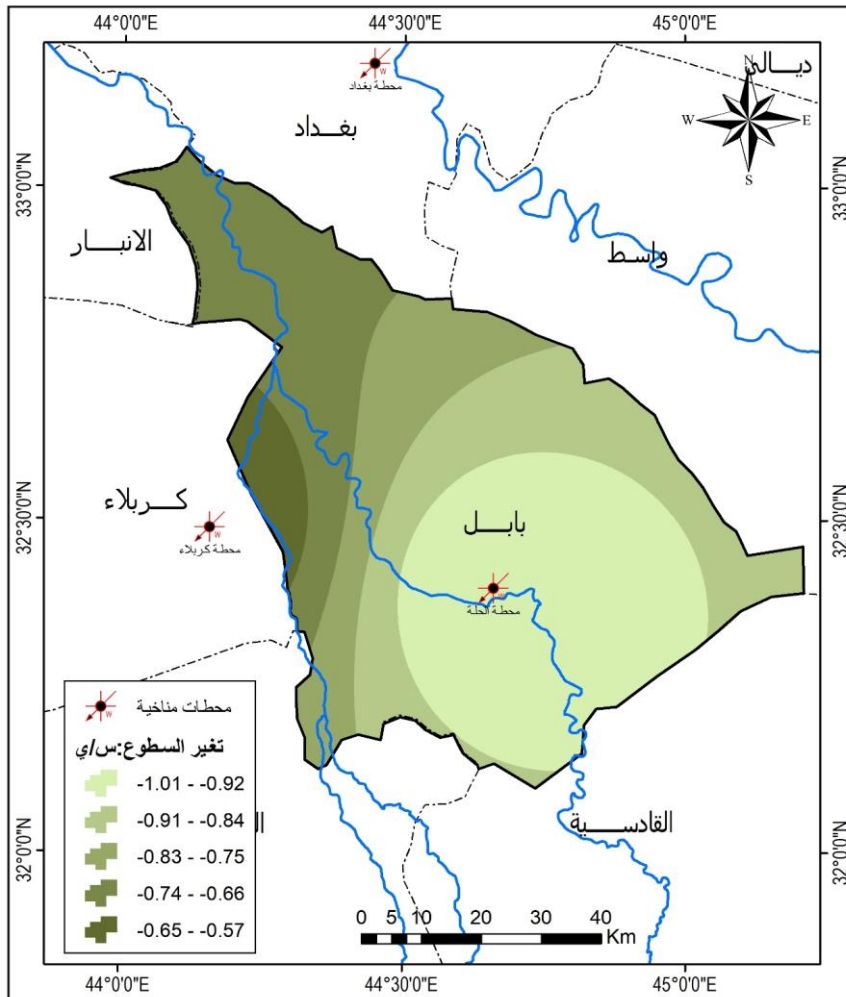 44°0'0"E
44°30'0"E
45°0'0"E
ديـالى
محطة بغداد
N
W
E
S
بغــداد
33°0'0"N
33°0'0"N
الانبــار
واسـط
كــربلاء
بابــل
32°30'0"N
32°30'0"N
محطة كربلاء
W
محطة الحلة
W
محطات مناخية
W
تغير السطوع:س/ي
-1.01 - -0.92
-0.91 - -0.84
-0.83 - -0.75
-0.74 - -0.66
-0.65 - -0.57
القادســـية
32°0'0"N
32°0'0"N
0 5 10 20 30 40
Km
44°0'0"E
44°30'0"E
45°0'0"E